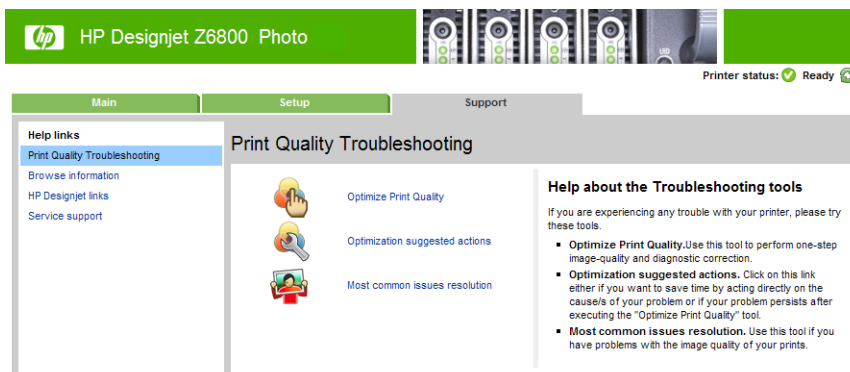 hp HP Designjet Z6800 Photo
UID
Printer status: Ready
Main Setup Support
Help links
Print Quality Troubleshooting
Browse information
HP Designjet links
Service support
Print Quality Troubleshooting
Optimize Print Quality
Optimization suggested actions
Most common issues resolution
Help about the Troubleshooting tools
If you are experiencing any trouble with your printer, please try
these tools.
Optimize Print Quality.Use this tool to perform one-step
image-quality and diagnostic correction.
Optimization suggested actions. Click on this link
either if you want to save time by acting directly on the
cause/s of your problem or if your problem persists after
executing the "Optimize Print Quality" tool.
Most common issues resolution. Use this tool if you
have problems with the image quality of your prints.